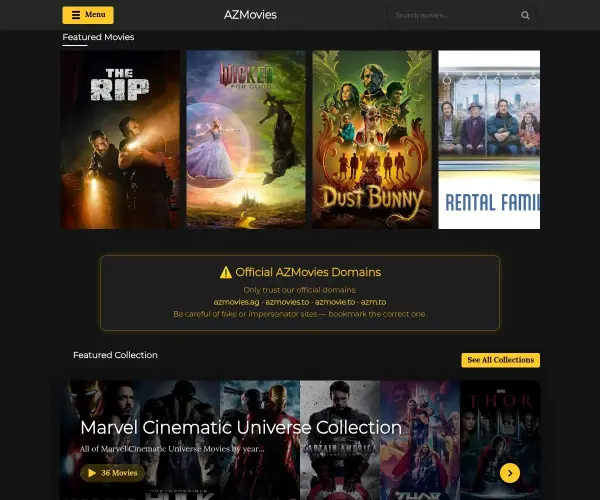 Menu
AZMovies
Search movies...
Featured Movies
THE RIP
WICKED
FOR GOOD
DUST BUNNY
RENTAL FAMI
Official AZMovies Domains
Only trust our official domains:
azmovies.ag · azmovies.to · azmovie.to · azm.to
Be careful of fake or impersonator sites — bookmark the correct one.
Featured Collection
See All Collections
Marvel Cinematic Universe Collection
All of Marvel Cinematic Universe Movies by year...
36 Movies
THE INCREDIBLE
CAPTAIN AMERICA
THOR
THOR